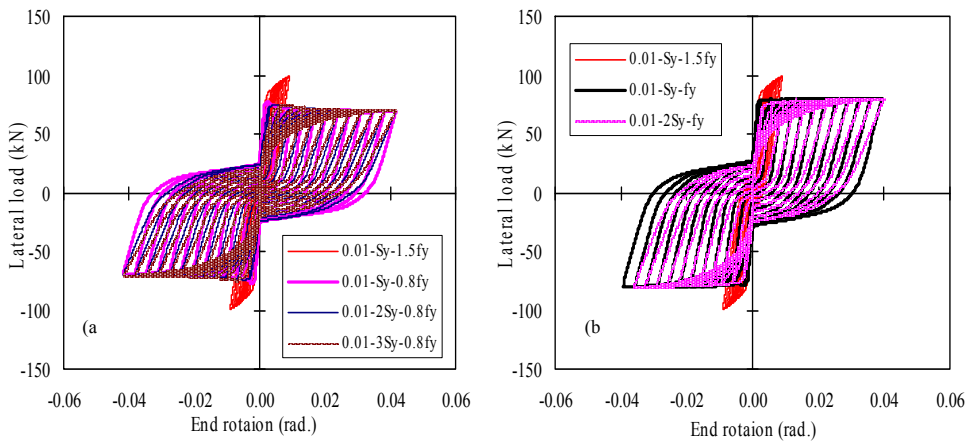 150
100
50
0
-50
-100
-150
-0.06 -0.04 -0.02 0.00 0.02 0.04 0.06
Lateral load (kN)
End rotaion (rad.)
(a
0.01-Sy-1.5fy
0.01-Sy-0.8fy
0.01-2Sy-0.8fy
0.01-3Sy-0.8fy
150
100
50
0
-50
-100
-150
-0.06 -0.04 -0.02 0.00 0.02 0.04 0.06
Lateral load (kN)
End rotaion (rad.)
(b
0.01-Sy-1.5fy
0.01-Sy-fy
0.01-2Sy-fy